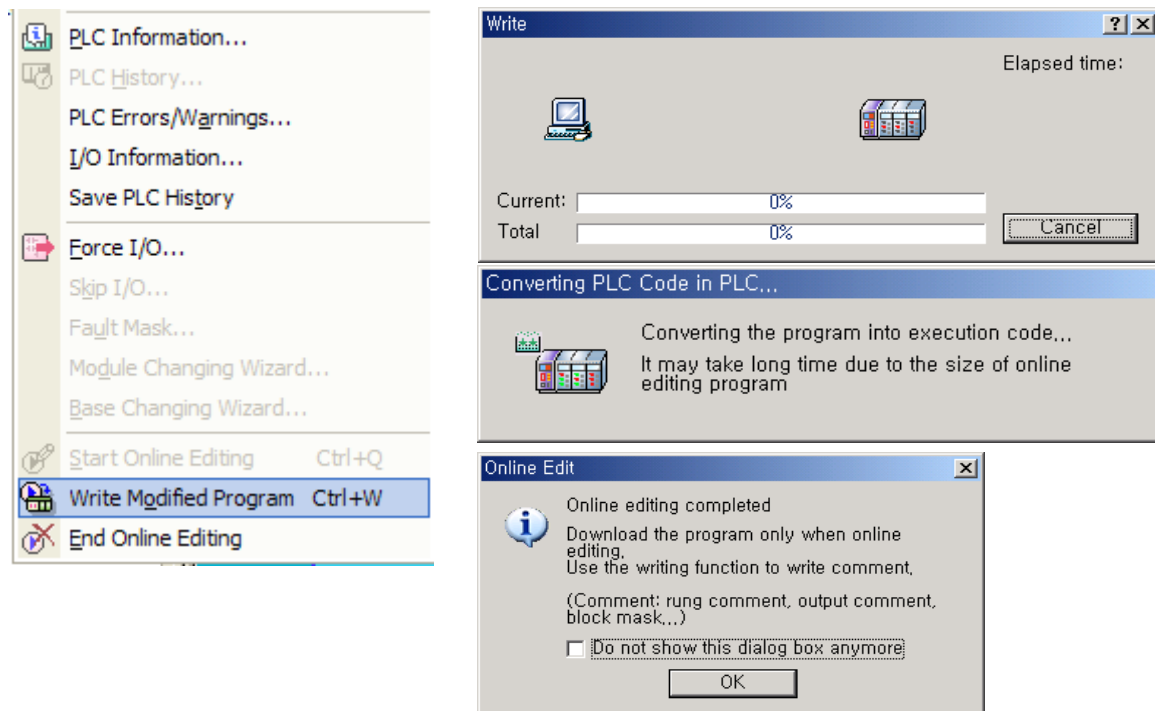 PLC Information...
PLC History...
PLC Errors/Warnings...
I/O Information...
Save PLC History
Force I/O...
Skip I/O...
Fault Mask...
Module Changing Wizard...
Base Changing Wizard...
Start Online Editing Ctrl+Q
Write Modified Program Ctrl+W
End Online Editing
Write
Elapsed time:
Current: 0%
Total 0%
Cancel
Converting PLC Code in PLC...
Converting the program into execution code...
It may take long time due to the size of online
editing program
Online Edit
Online editing completed
Download the program only when online
editing.
Use the writing function to write comment.
(Comment: rung comment, output comment,
block mask...)
Do not show this dialog box anymore
OK